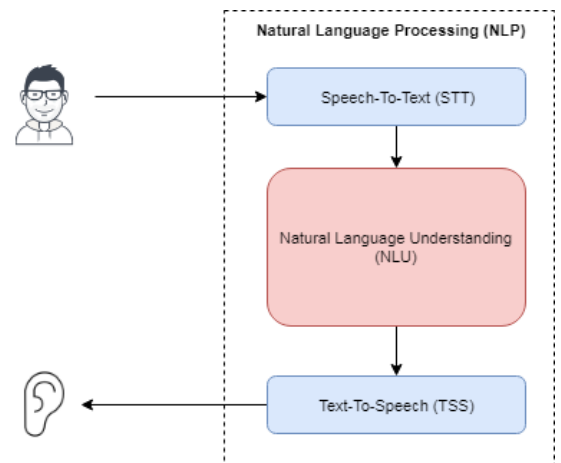 Natural Language Processing (NLP)
Speech-To-Text (STT)
Natural Language Understanding
(NLU)
Text-To-Speech (TSS)